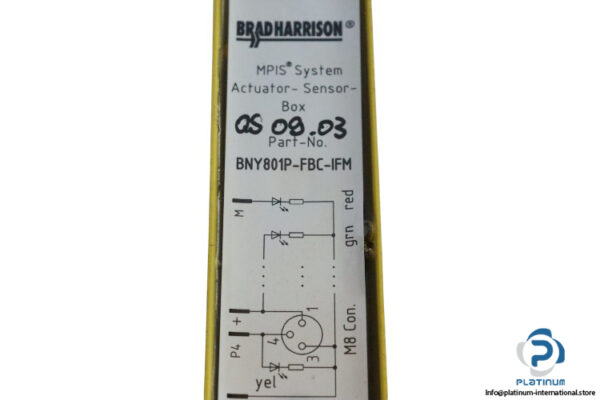 BRADHARRISON®
MPIS® System
Actuator- Sensor-
Box
QS 09.03
Part-No.
BNY801P-FBC-IFM
M
red
grn
+
P4
1
4
3
M8 Con.
yel
PLATINUM
Info@platinum-international.store